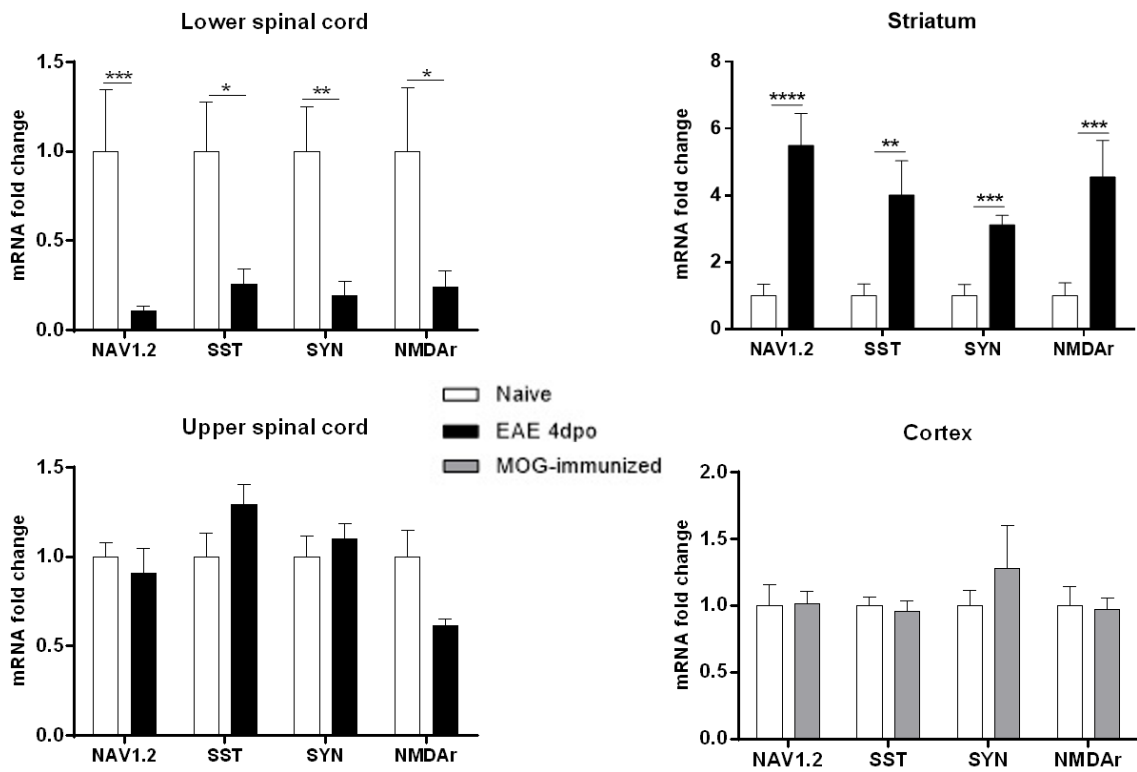 Lower spinal cord
mRNA fold change
1.5
1.0
0.5
0.0
***
*
**
*
NAV1.2 SST SYN NMDAr
Striatum
mRNA fold change
8
6
4
2
0
****
**
***
***
NAV1.2 SST SYN NMDAr
Naive
EAE 4dpo
MOG-immunized
Upper spinal cord
mRNA fold change
1.5
1.0
0.5
0.0
NAV1.2 SST SYN NMDAr
Cortex
mRNA fold change
2.0
1.5
1.0
0.5
0.0
NAV1.2 SST SYN NMDAr